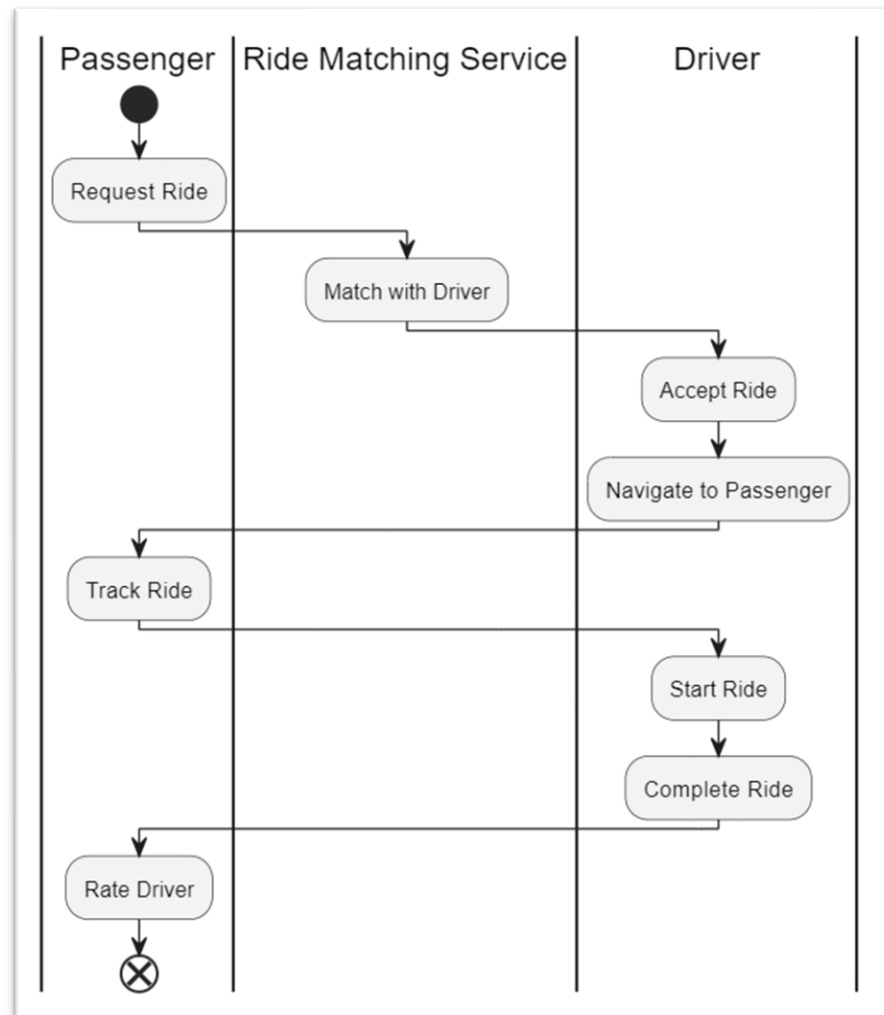 Passenger
Ride Matching Service
Driver
Request Ride
Match with Driver
Accept Ride
Navigate to Passenger
Track Ride
Start Ride
Complete Ride
Rate Driver